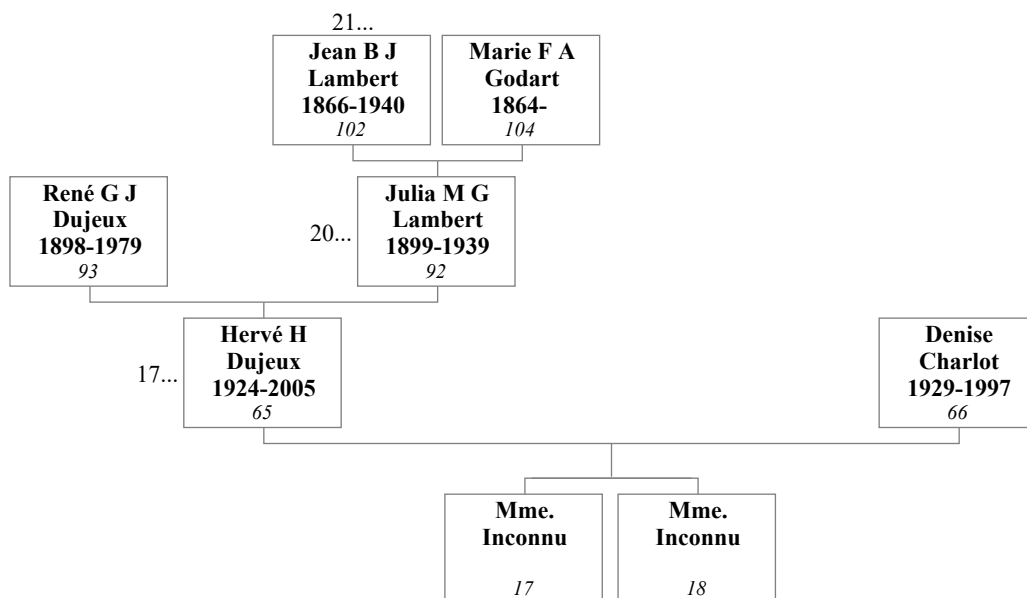 21...
Jean B J
Lambert
1866-1940
102
Marie F A
Godart
1864-
104
René G J
Dujeux
1898-1979
93
20...
Julia M G
Lambert
1899-1939
92
17...
Hervé H
Dujeux
1924-2005
65
Denise
Charlot
1929-1997
66
Mme.
Inconnu
17
Mme.
Inconnu
18